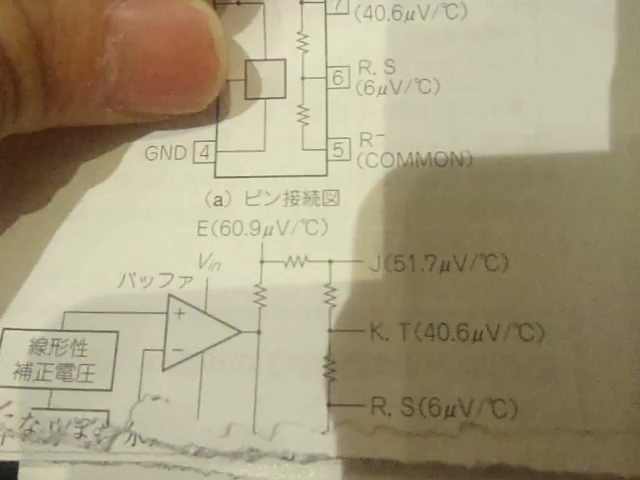 7
(40.6μV/℃)
6 R. S
(6μV/℃)
GND 4
5 R−
(COMMON)
(a) ピン接続図
E(60.9μV/℃)
Vin
J(51.7μV/℃)
バッファ
+
K. T(40.6μV/℃)
線形性
−
補正電圧
R. S(6μV/℃)